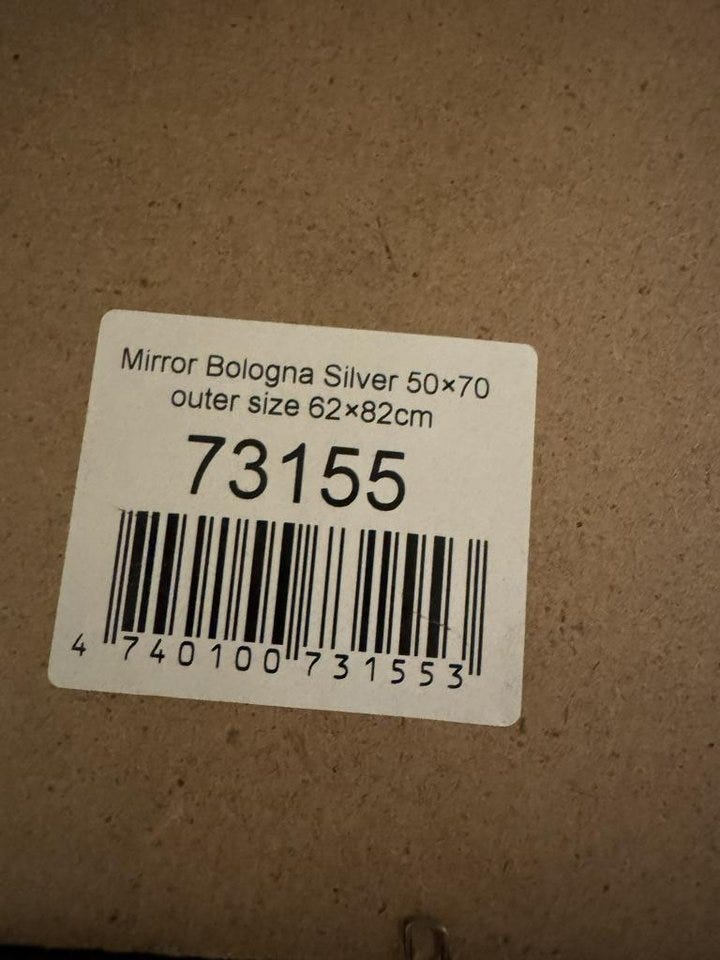 Mirror Bologna Silver 50×70
outer size 62×82cm
73155
4 740100 731553